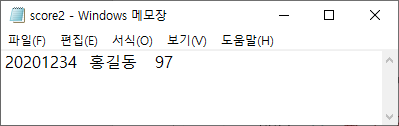 score2 - Windows 메모장
파일(F) 편집(E) 서식(O) 보기(V) 도움말(H)
20201234 홍길동 97